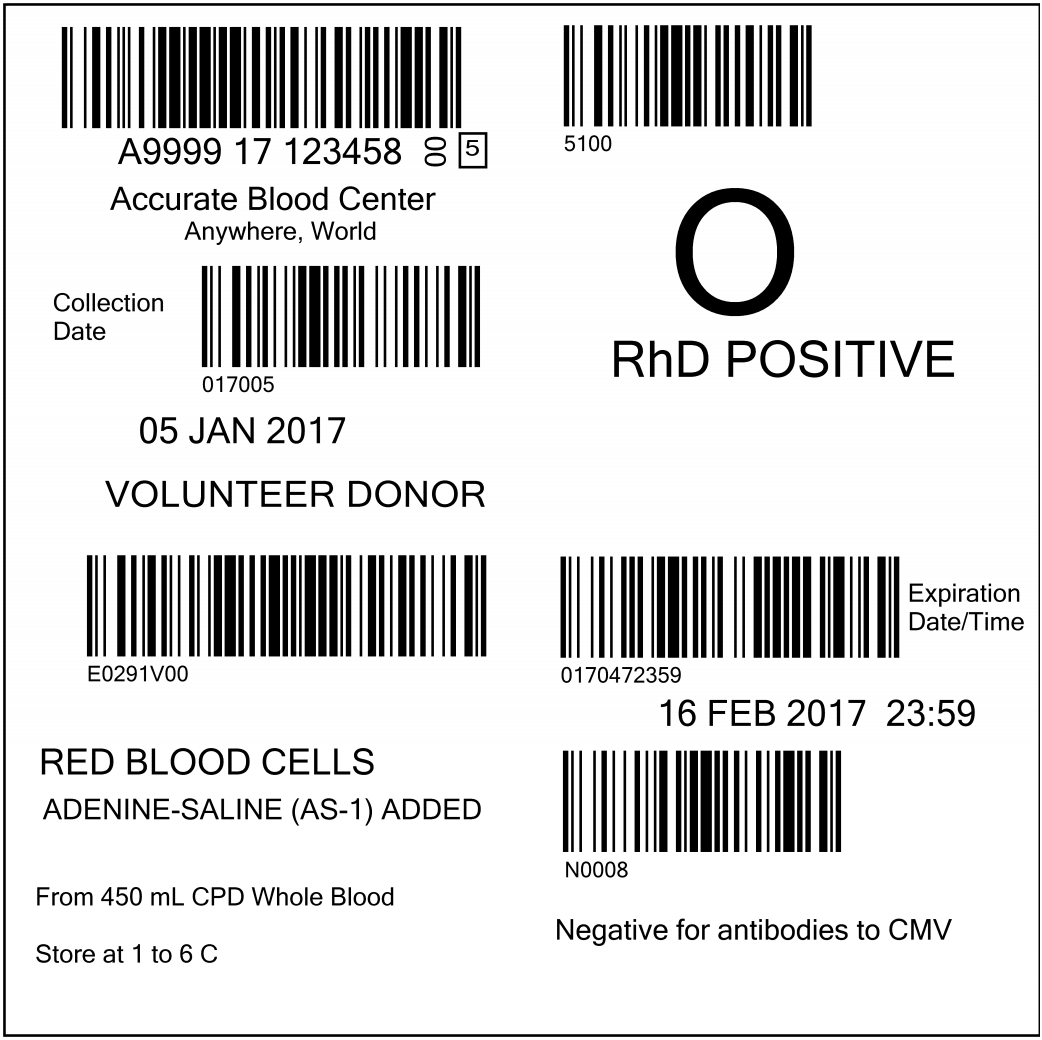 A9999 17 123458 00 5
Accurate Blood Center
Anywhere, World
Collection
Date
017005
05 JAN 2017
VOLUNTEER DONOR
E0291V00
RED BLOOD CELLS
ADENINE-SALINE (AS-1) ADDED
From 450 mL CPD Whole Blood
Store at 1 to 6 C
5100
O
RhD POSITIVE
Expiration
Date/Time
0170472359
16 FEB 2017 23:59
N0008
Negative for antibodies to CMV